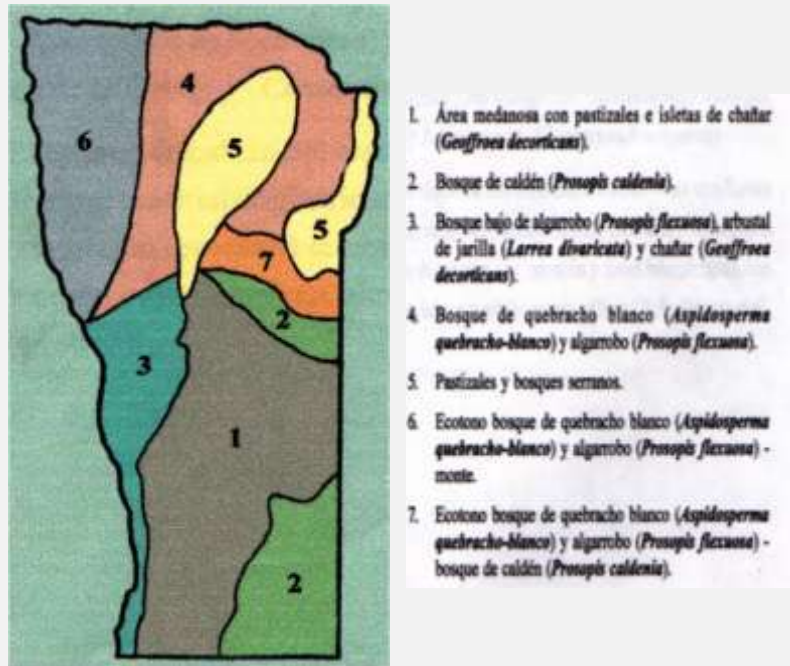 4
6
5
5
7
2
3
1
2
1. Área medanosa con pastizales e isletas de chañar
(Geoffroea decorticans).
2. Bosque de caldén (Prosopis caldenia).
3. Bosque bajo de algarrobo (Prosopis flexuosa), arbustal
de jarilla (Larrea divaricata) y chañar (Geoffroea
decorticans).
4. Bosque de quebracho blanco (Aspidosperma
quebracho-blanco) y algarrobo (Prosopis flexuosa).
5. Pastizales y bosques serranos.
6. Ecotono bosque de quebracho blanco (Aspidosperma
quebracho-blanco) y algarrobo (Prosopis flexuosa) -
monte.
7. Ecotono bosque de quebracho blanco (Aspidosperma
quebracho-blanco) y algarrobo (Prosopis flexuosa) -
bosque de caldén (Prosopis caldenia).